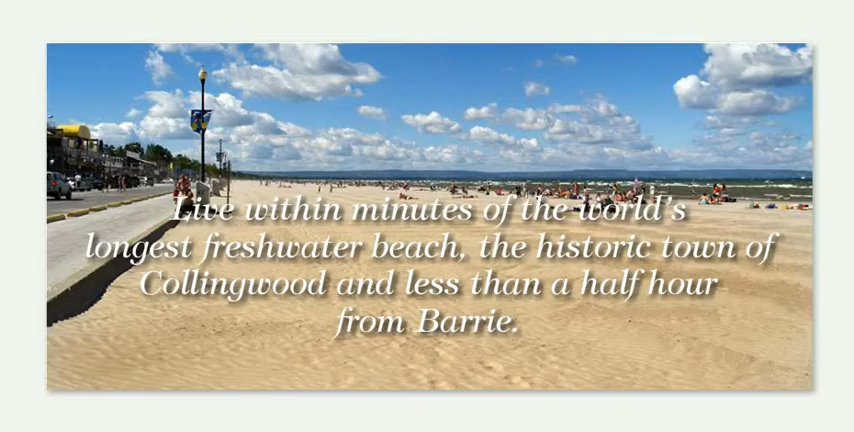 Live within minutes of the world's
longest freshwater beach, the historic town of
Collingwood and less than a half hour
from Barrie.